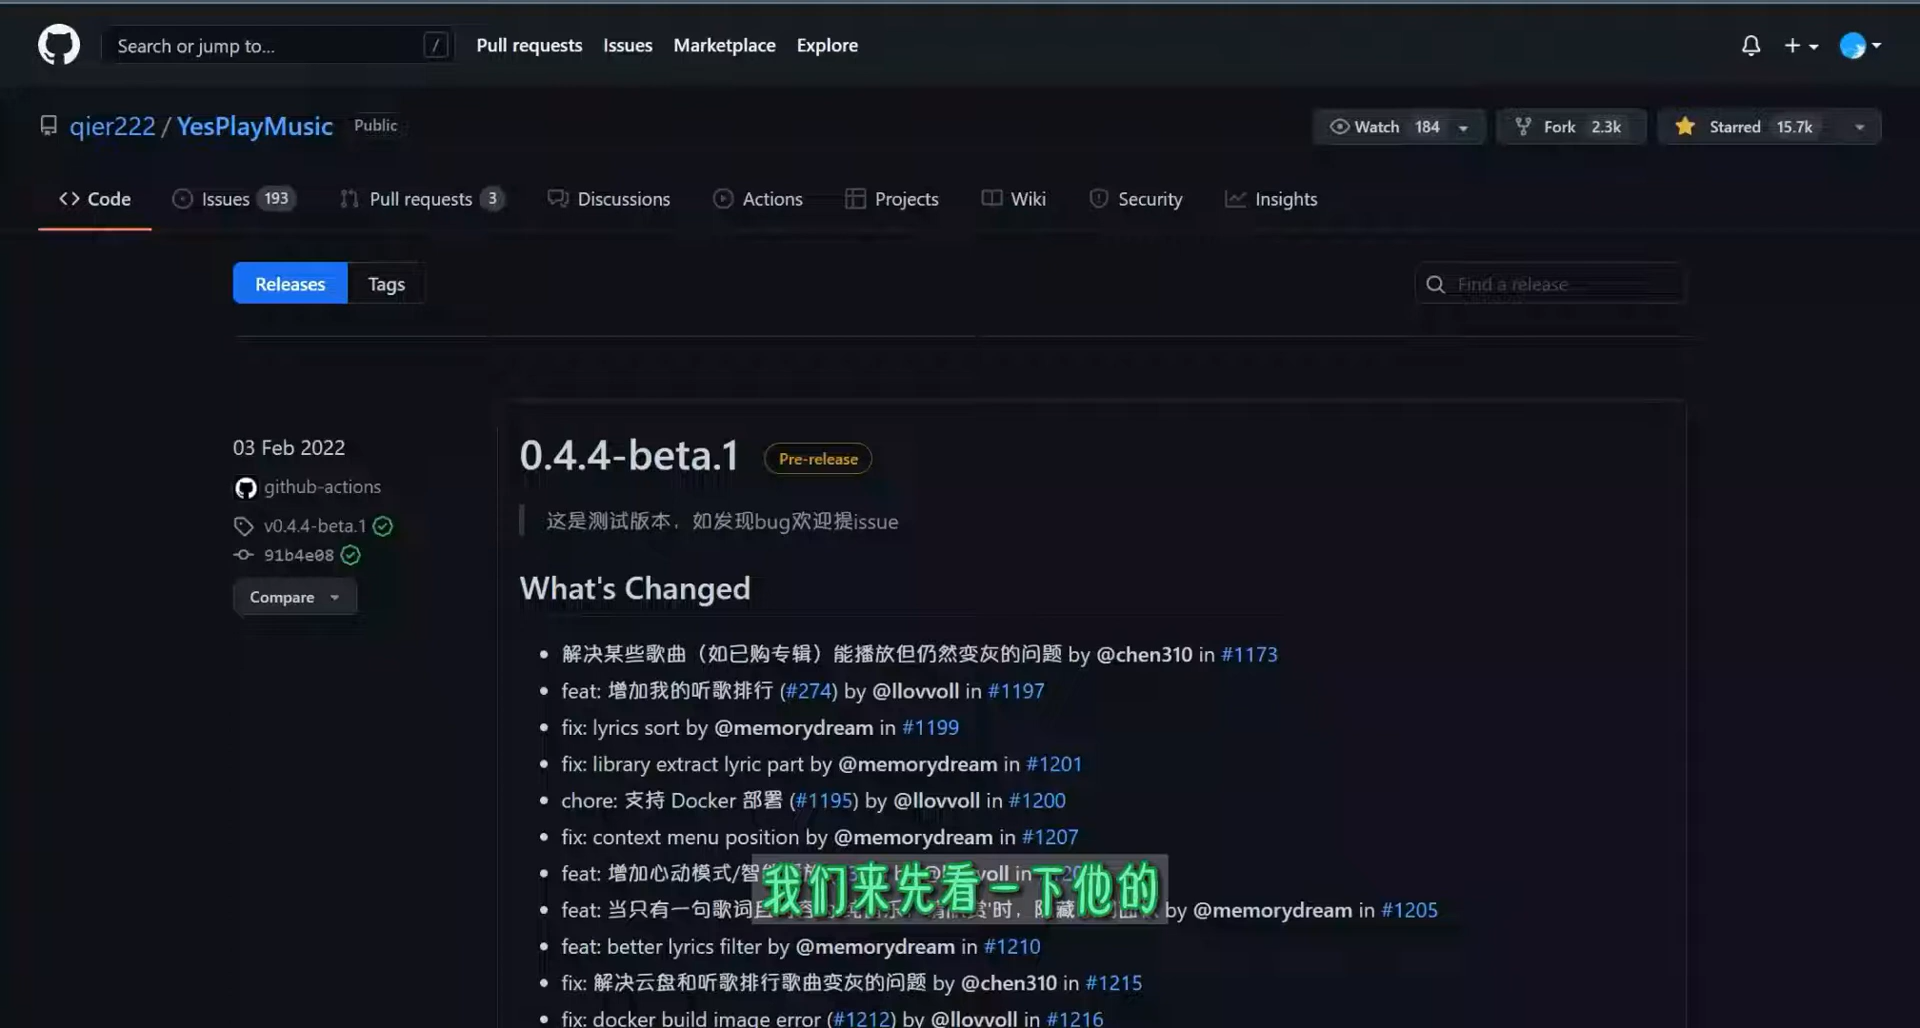 Search or jump to... / Pull requests Issues Marketplace Explore
qier222 / YesPlayMusic Public Watch 184 Fork 2.3k Starred 15.7k
Code Issues 193 Pull requests 3 Discussions Actions Projects Wiki Security Insights
Releases Tags Find a release
03 Feb 2022
github-actions
v0.4.4-beta.1
91b4e08
Compare
0.4.4-beta.1 Pre-release
这是测试版本，如发现bug欢迎提issue
What's Changed
解决某些歌曲（如已购专辑）能播放但仍然变灰的问题 by @chen310 in #1173
feat: 增加我的听歌排行 (#274) by @llovvoll in #1197
fix: lyrics sort by @memorydream in #1199
fix: library extract lyric part by @memorydream in #1201
chore: 支持 Docker 部署 (#1195) by @llovvoll in #1200
fix: context menu position by @memorydream in #1207
feat: 增加心动模式/智
feat: 当只有一句歌词 by @memorydream in #1205
我们来先看一下他的
feat: better lyrics filter by @memorydream in #1210
fix: 解决云盘和听歌排行歌曲变灰的问题 by @chen310 in #1215
fix: docker build image error (#1212) by @llovvoll in #1216